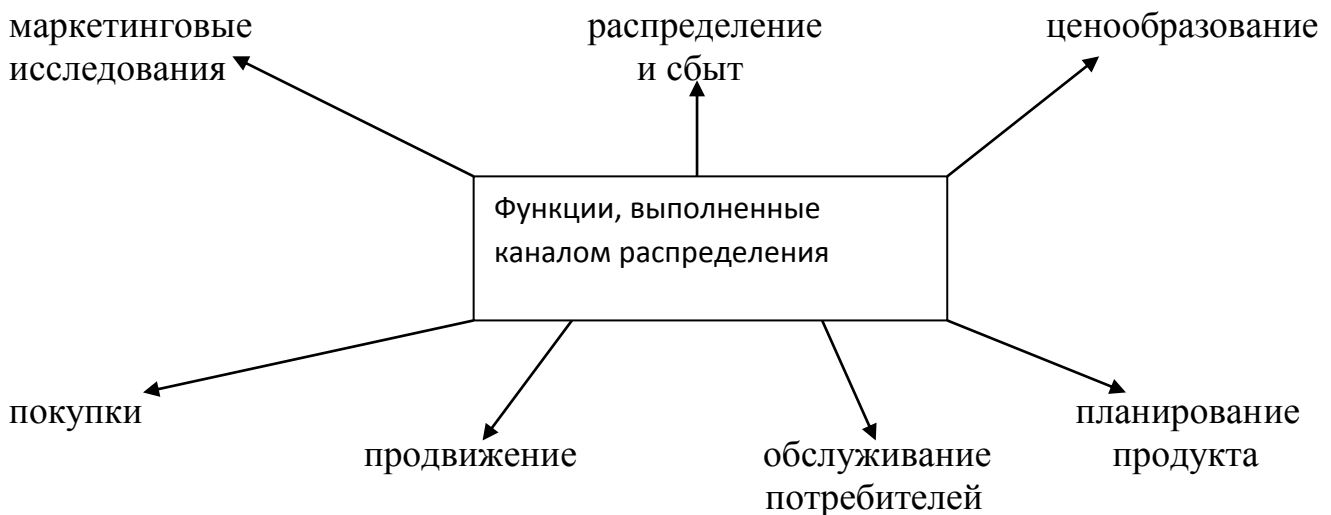 маркетинговые
исследования
распределение
и сбыт
ценообразование
Функции, выполненные
каналом распределения
покупки
продвижение
обслуживание
потребителей
планирование
продукта